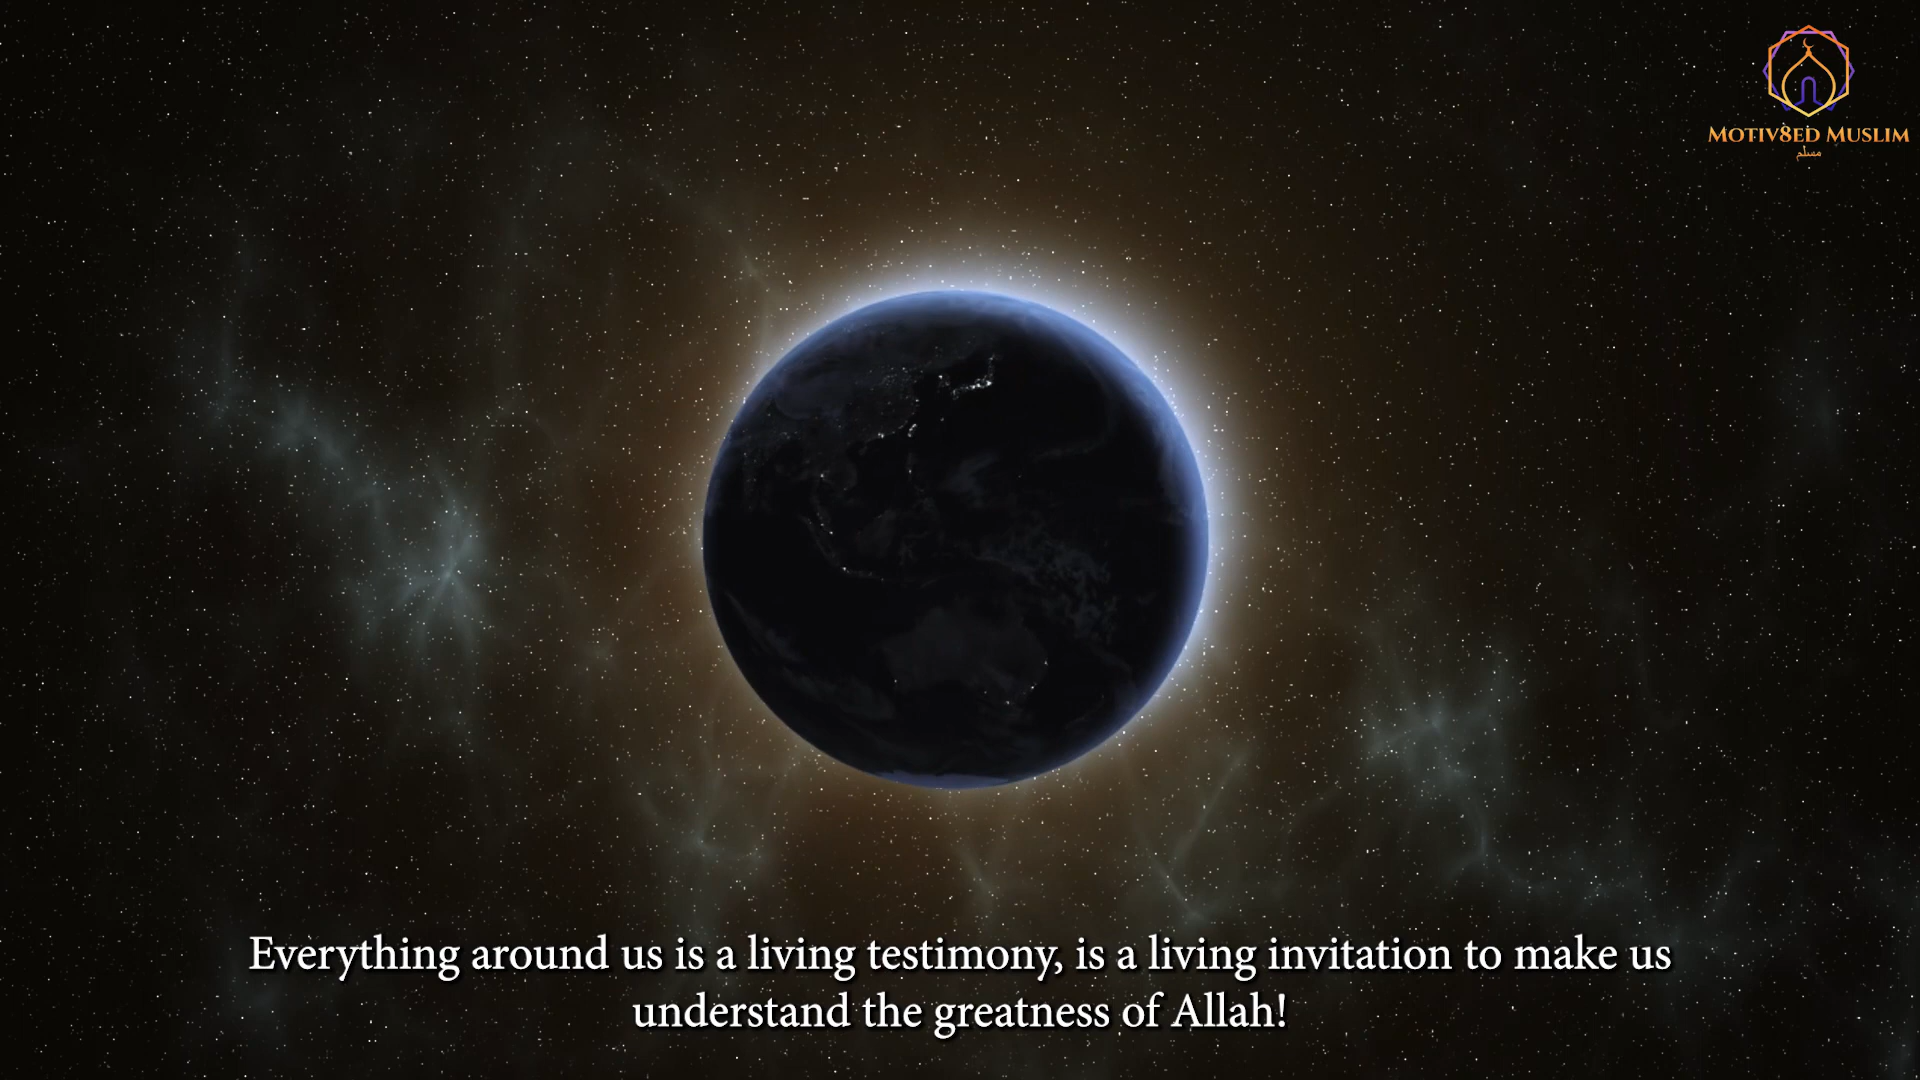 Motiv8ed Muslim
مسلم
Everything around us is a living testimony, is a living invitation to make us
understand the greatness of Allah!